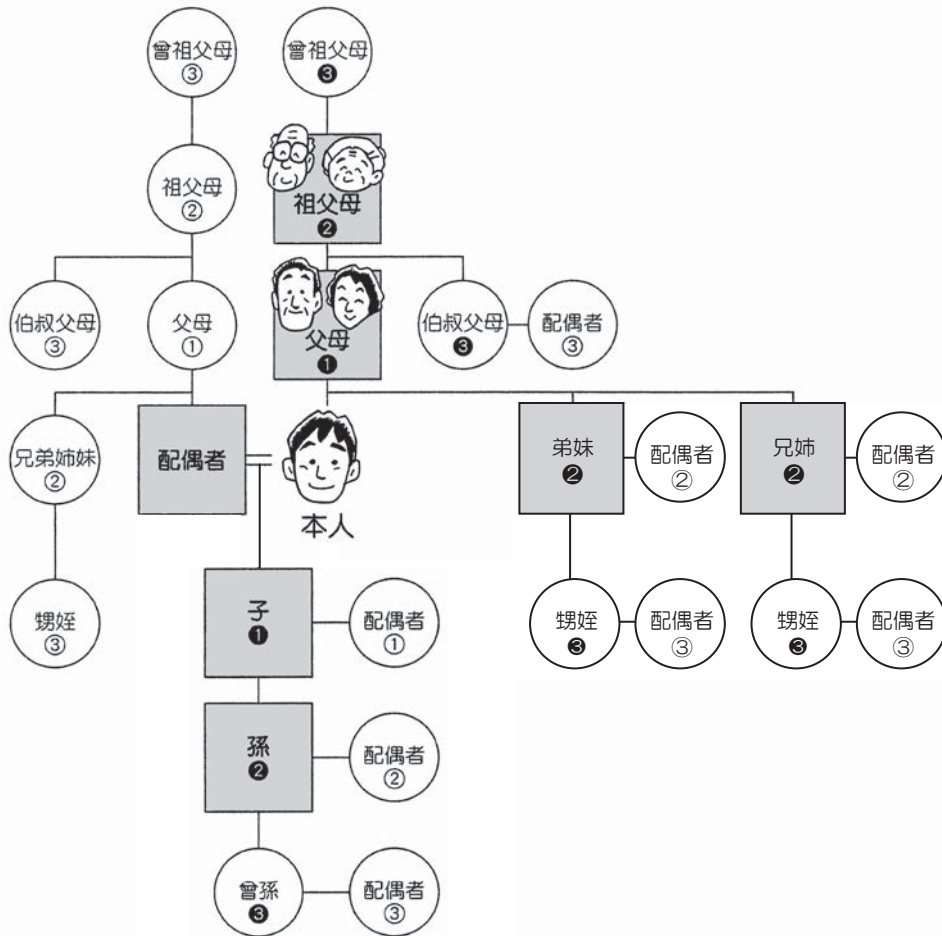 曾祖父母
③
曾祖父母
❸
祖父母
②
祖父母
❷
伯叔父母
③
父母
①
父母
❶
伯叔父母
❸
配偶者
③
兄弟姉妹
②
配偶者
本人
弟妹
❷
配偶者
②
兄姉
❷
配偶者
②
甥姪
③
子
❶
配偶者
①
甥姪
❸
配偶者
③
甥姪
❸
配偶者
③
孫
❷
配偶者
②
曾孫
❸
配偶者
③